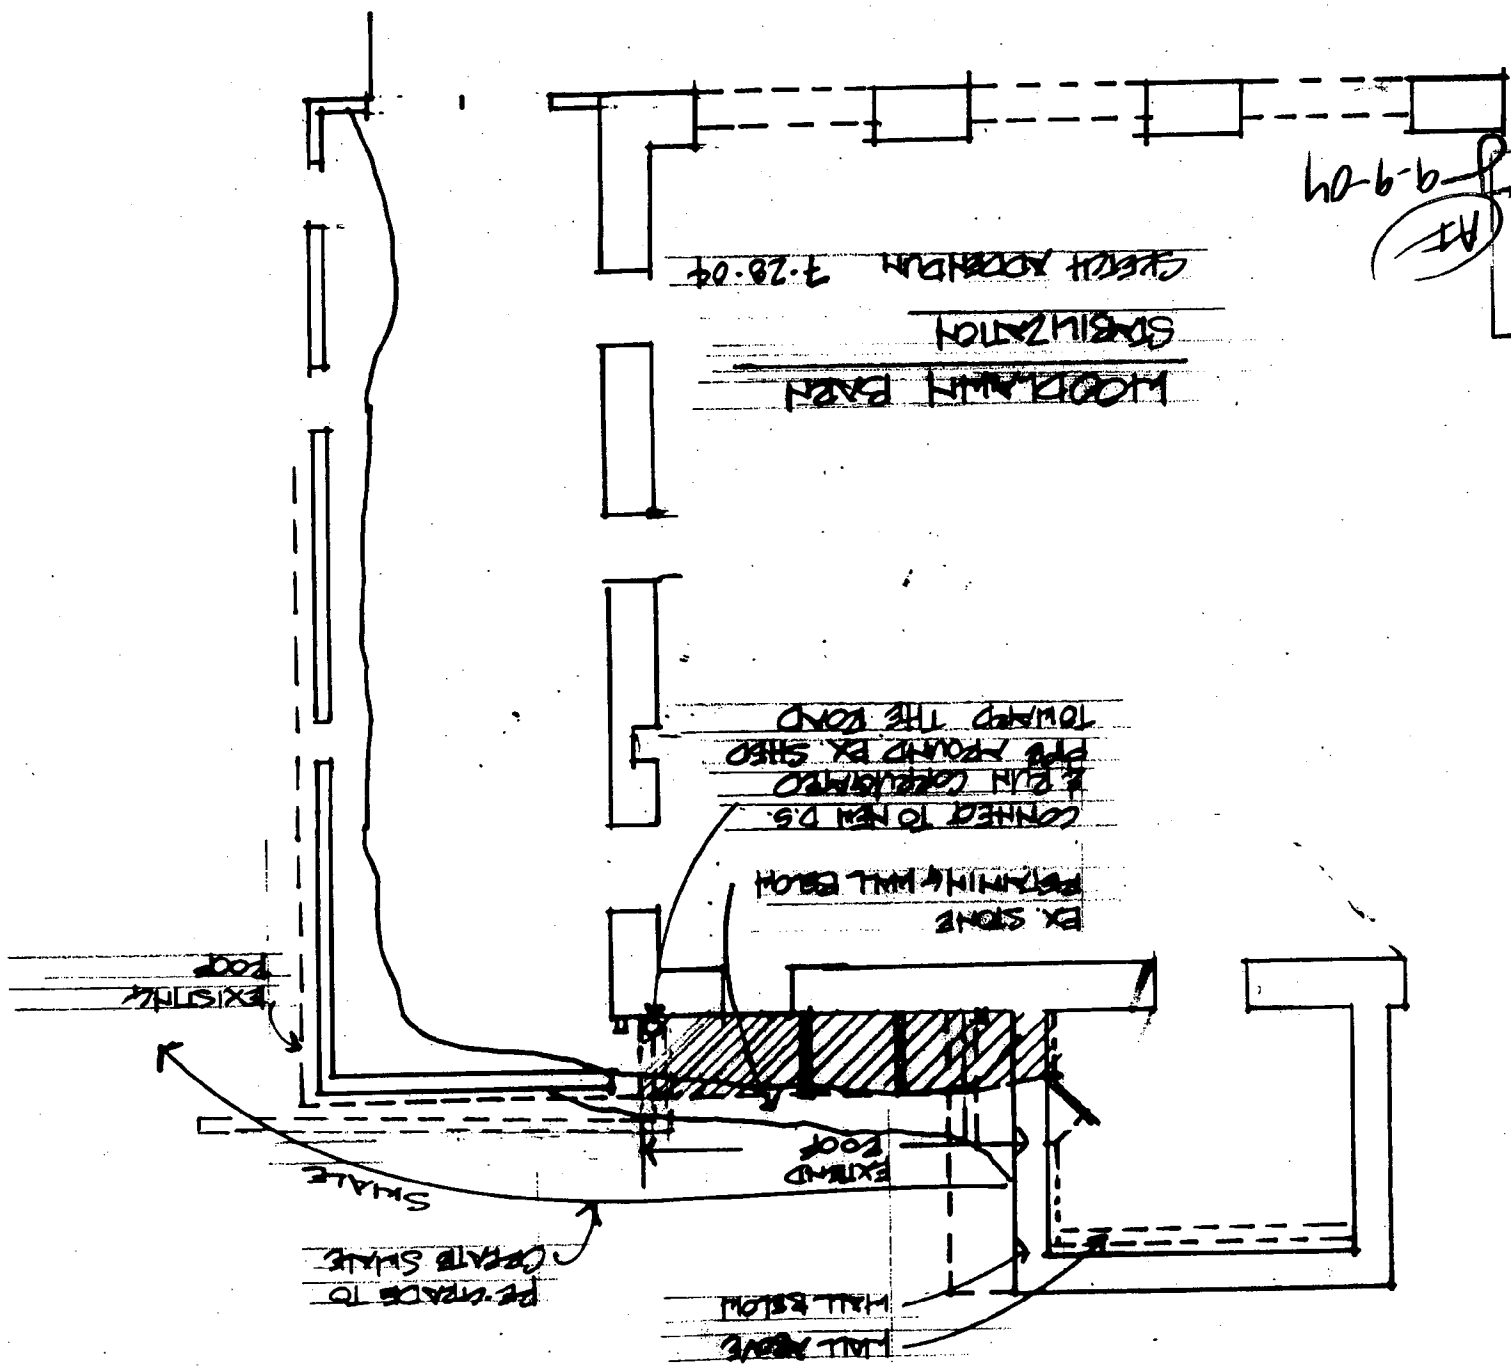 WALL ABOVE
WALL BELOW
RE-GRADE TO
CREATE SWALE
SWALE
EXTEND
ROOF
EXISTING
ROOF
EX. STONE
RETAINING WALL BELOW
CONNECT TO NEW D.S.
& RUN CORRUGATED
PIPE AROUND EX. SHED
TOWARD THE ROAD
WOODLAWN BARN
STABILIZATION
SKETCH ADDENDUM 7.28.04
9-9-04